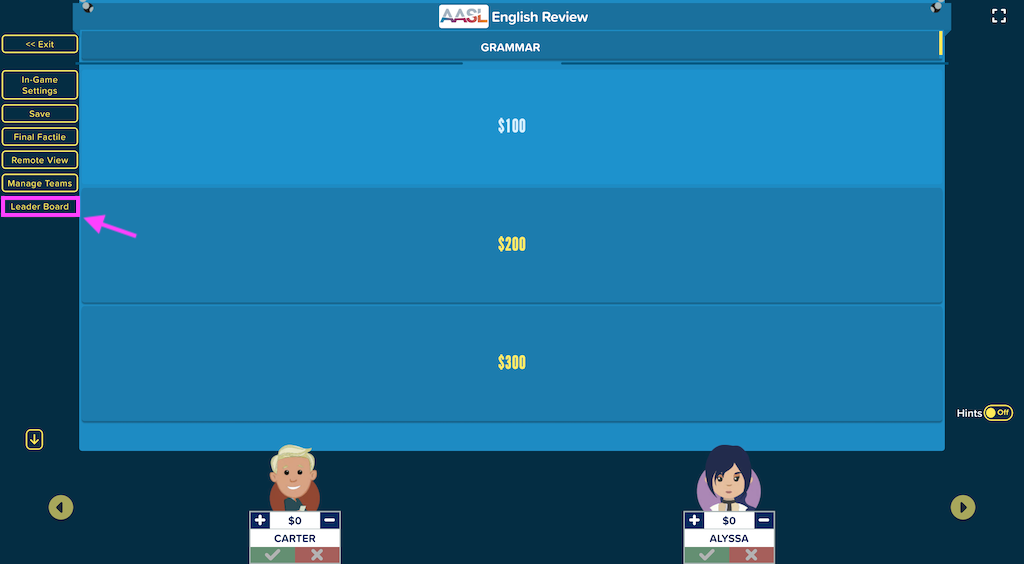 AASL English Review
<< Exit
GRAMMAR
In-Game
Settings
Save
Final Factile
Remote View
Manage Teams
Leader Board
$100
$200
$300
Hints Off
+ $0 −
CARTER
+ $0 −
ALYSSA